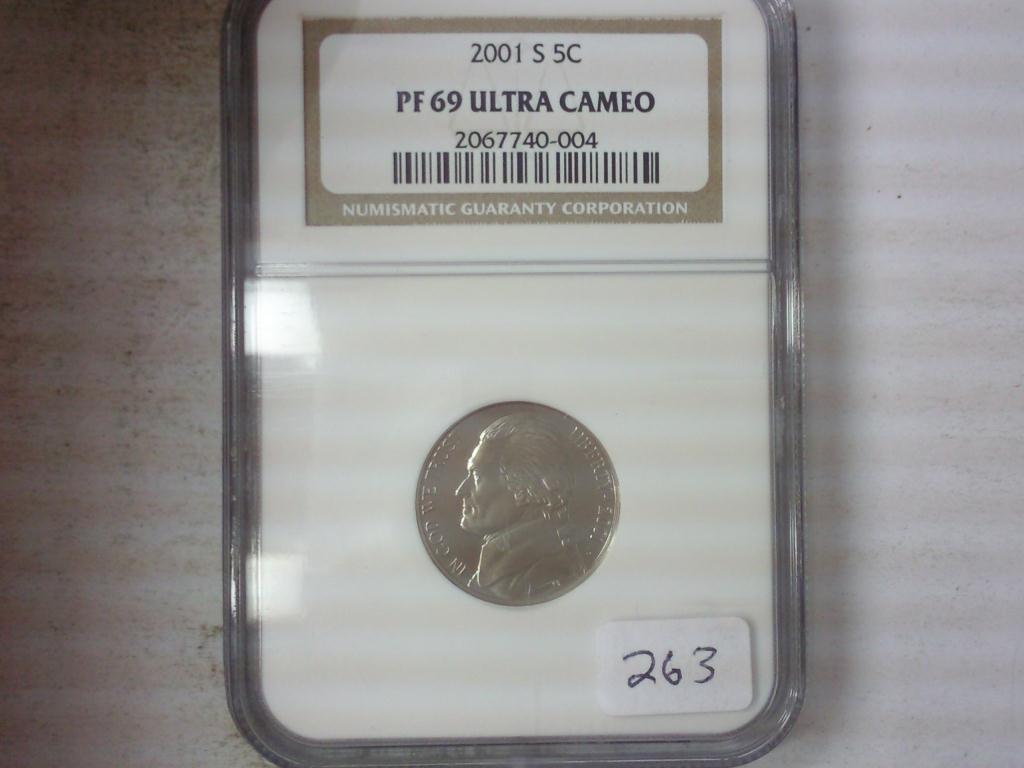 2001 S 5C
PF 69 ULTRA CAMEO
2067740-004
NUMISMATIC GUARANTY CORPORATION
IN GOD WE TRUST
LIBERTY
263